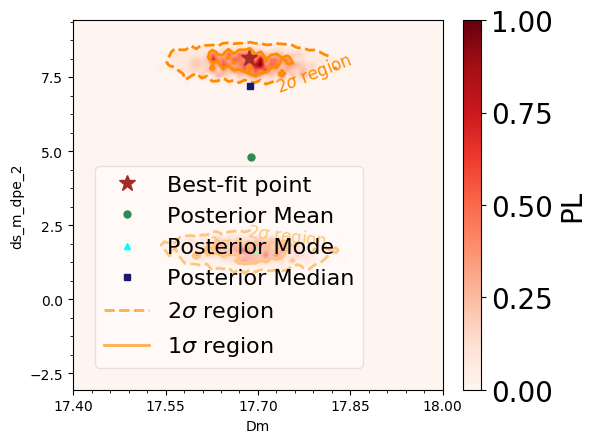 7.5
5.0
2.5
0.0
−2.5
ds_m_dpe_2
17.40
17.55
17.70
17.85
18.00
Dm
2σ region
2σ region
Best-fit point
Posterior Mean
Posterior Mode
Posterior Median
2σ region
1σ region
1.00
0.75
0.50
0.25
0.00
PL